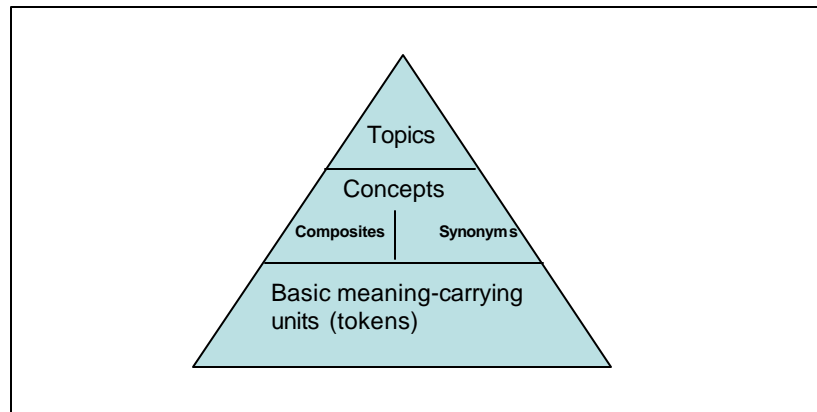 Topics
Concepts
Composites
Synonyms
Basic meaning-carrying
units (tokens)